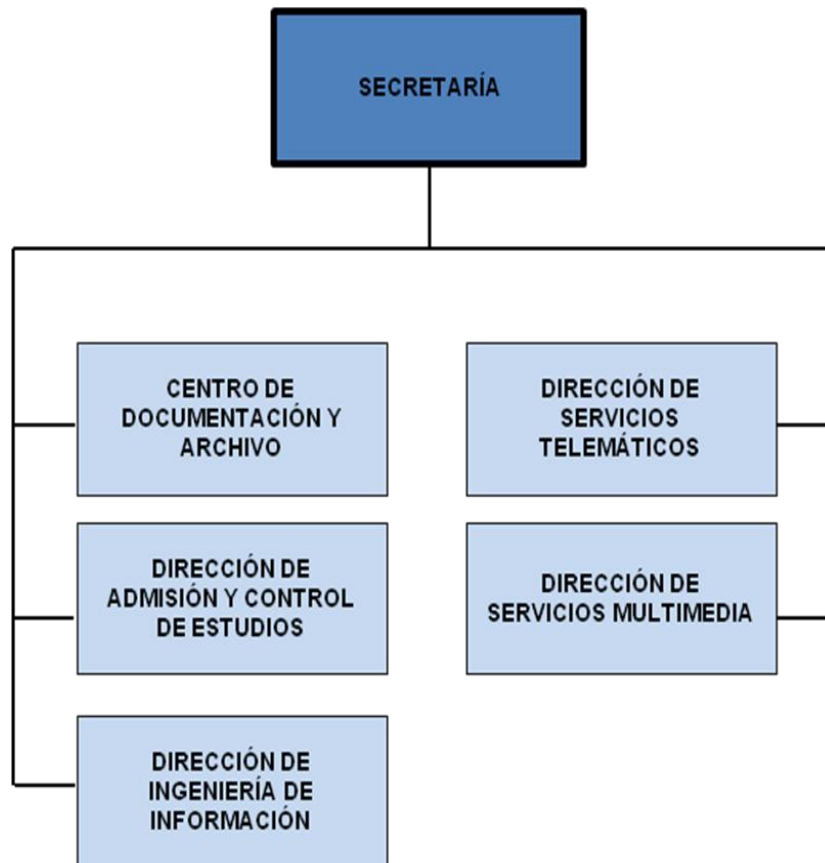 SECRETARÍA
CENTRO DE
DOCUMENTACIÓN Y
ARCHIVO
DIRECCIÓN DE
ADMISIÓN Y CONTROL
DE ESTUDIOS
DIRECCIÓN DE
INGENIERÍA DE
INFORMACIÓN
DIRECCIÓN DE
SERVICIOS
TELEMÁTICOS
DIRECCIÓN DE
SERVICIOS MULTIMEDIA